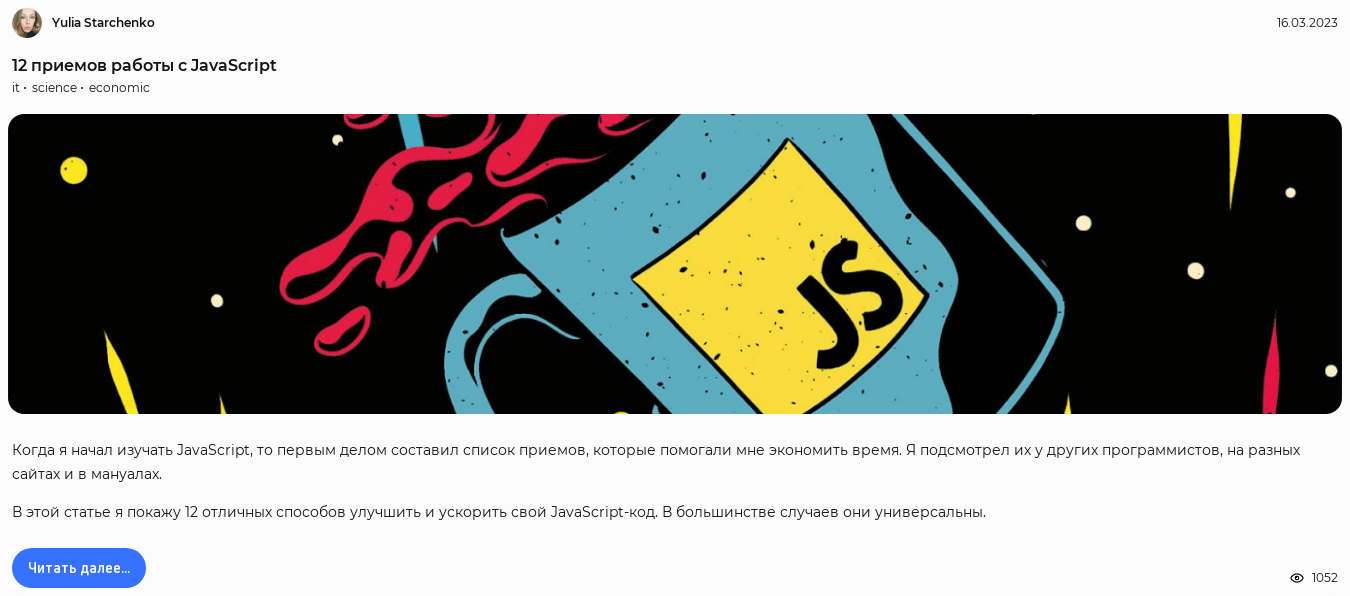 Yulia Starchenko
16.03.2023
12 приемов работы с JavaScript
it · science · economic
JS
Когда я начал изучать JavaScript, то первым делом составил список приемов, которые помогали мне экономить время. Я подсмотрел их у других программистов, на разных
сайтах и в мануалах.
В этой статье я покажу 12 отличных способов улучшить и ускорить свой JavaScript-код. В большинстве случаев они универсальны.
Читать далее...
1052